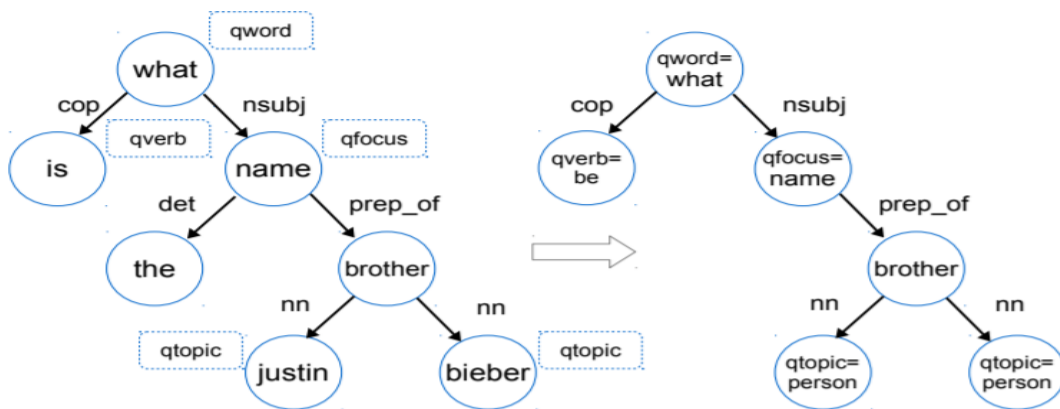 qword
what
cop
nsubj
qverb
qfocus
is
name
det
prep_of
the
brother
nn
nn
qtopic
qtopic
justin
bieber
qword=
what
cop
nsubj
qverb=
be
qfocus=
name
prep_of
brother
nn
nn
qtopic=
person
qtopic=
person